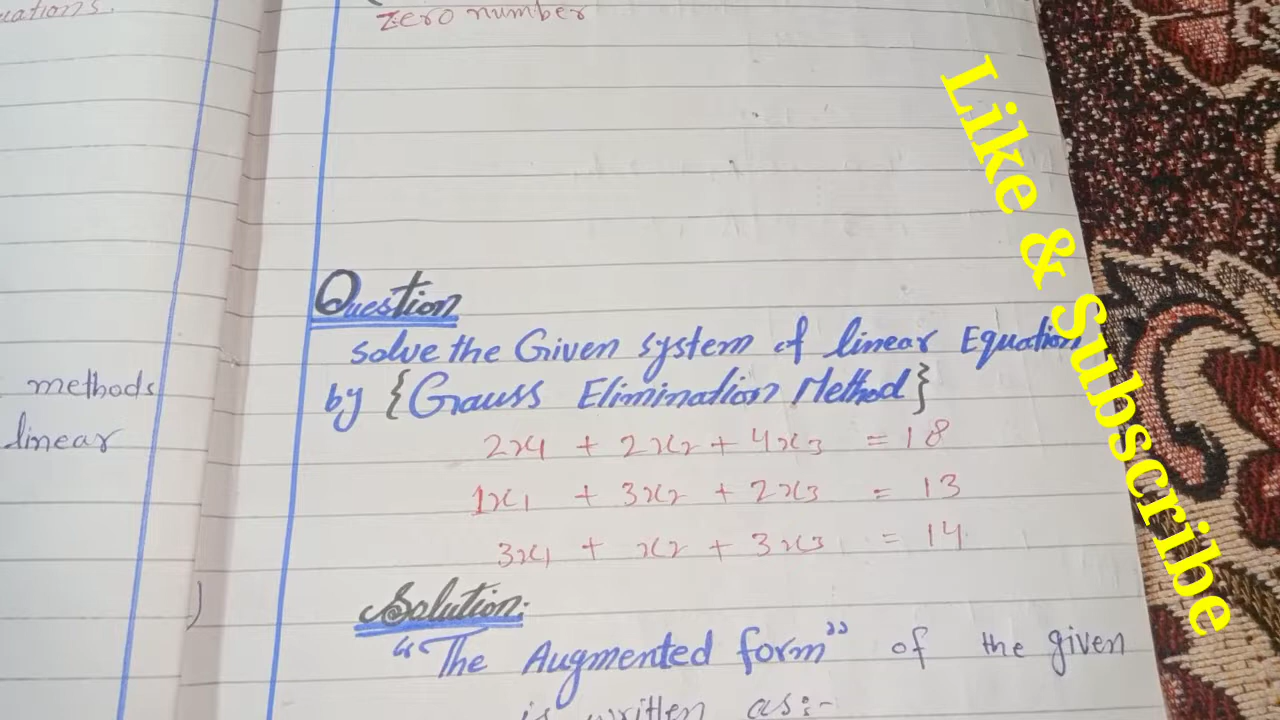 uations.
methods
linear
)
zero number
Question
solve the Given system of linear Equation
by {Grauss Elimination Method}
2x1 + 2x2 + 4x3 = 18
1x1 + 3x2 + 2x3 = 13
3x1 + x2 + 3x3 = 14
Solution:
"The Augmented form" of the given
is written as:-
Like & Subscribe